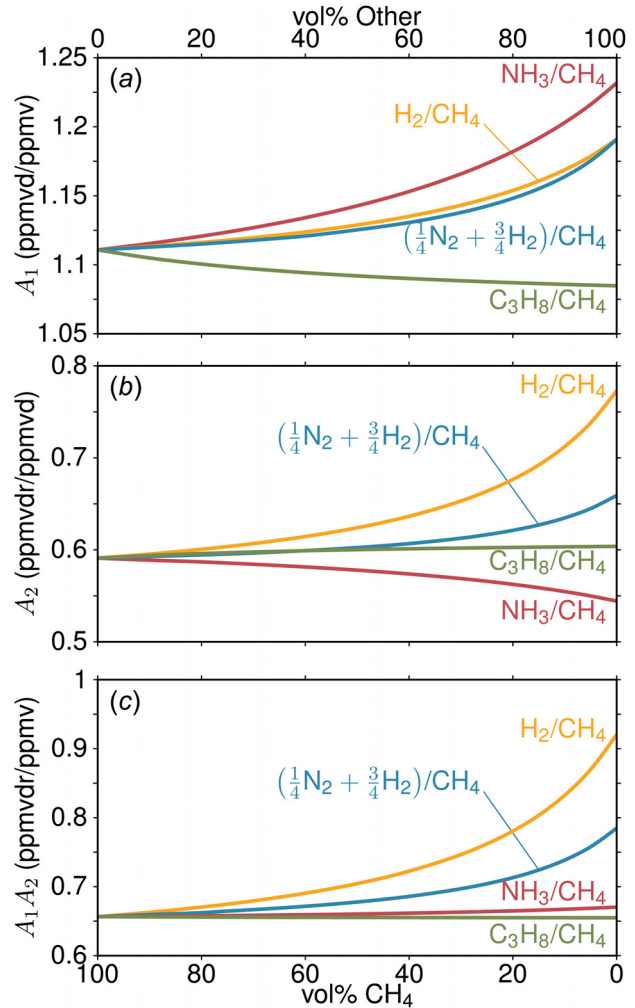 vol% Other
0 20 40 60 80 100
(a)
1.25
1.2
1.15
1.1
1.05
A₁ (ppmvd/ppmv)
NH₃/CH₄
H₂/CH₄
(¼N₂ + ¾H₂)/CH₄
C₃H₈/CH₄
(b)
0.8
0.7
0.6
0.5
A₂ (ppmvdr/ppmvd)
H₂/CH₄
(¼N₂ + ¾H₂)/CH₄
C₃H₈/CH₄
NH₃/CH₄
(c)
1
0.9
0.8
0.7
0.6
A₁A₂ (ppmvdr/ppmv)
H₂/CH₄
(¼N₂ + ¾H₂)/CH₄
NH₃/CH₄
C₃H₈/CH₄
100 80 60 40 20 0
vol% CH₄